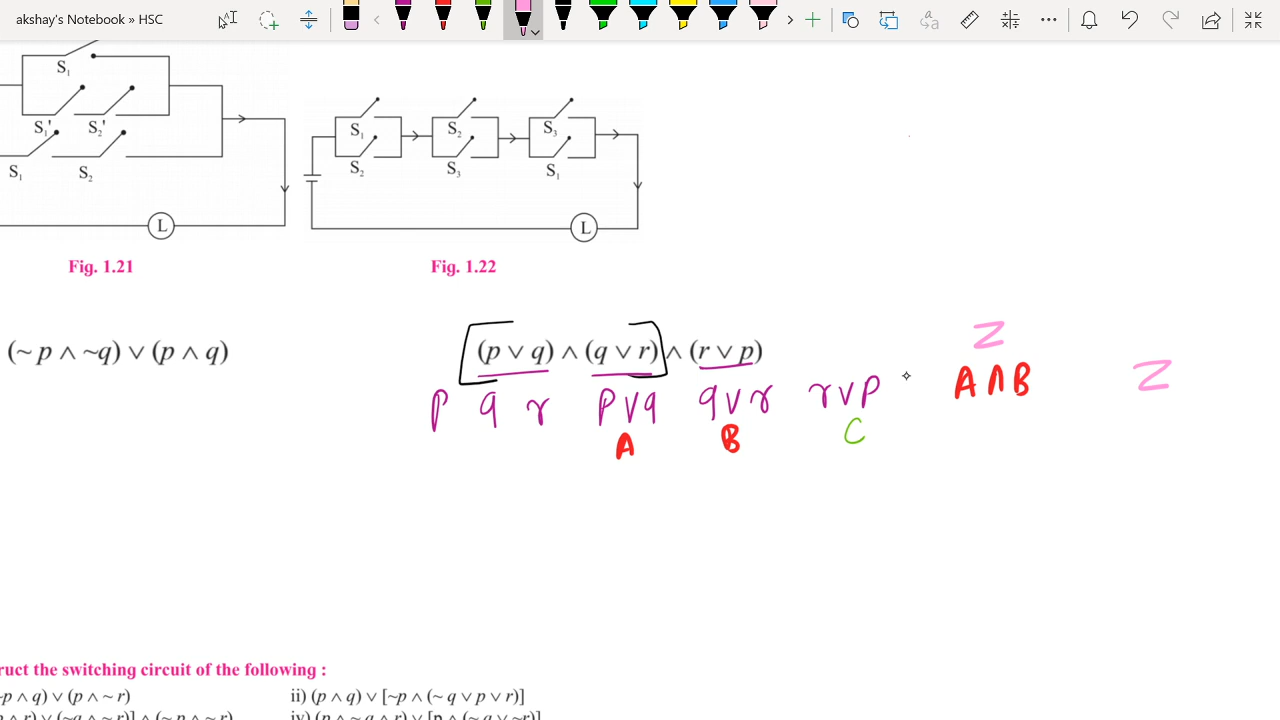 akshay's Notebook » HSC
S₁
S₁' S₂'
S₁ S₂
L
S₁ S₂ S₃
S₂ S₃ S₁
L
Fig. 1.21 Fig. 1.22
(~ p ∧ ~q) ∨ (p ∧ q)
(p ∨ q) ∧ (q ∨ r) ∧ (r ∨ p)
Z
p q r p∨q q∨r r∨p A∧B Z
A B C
ruct the switching circuit of the following :
p ∧ q) ∨ (p ∧ ~ r) ii) (p ∧ q) ∨ [~p ∧ (~ q ∨ p ∨ r)]